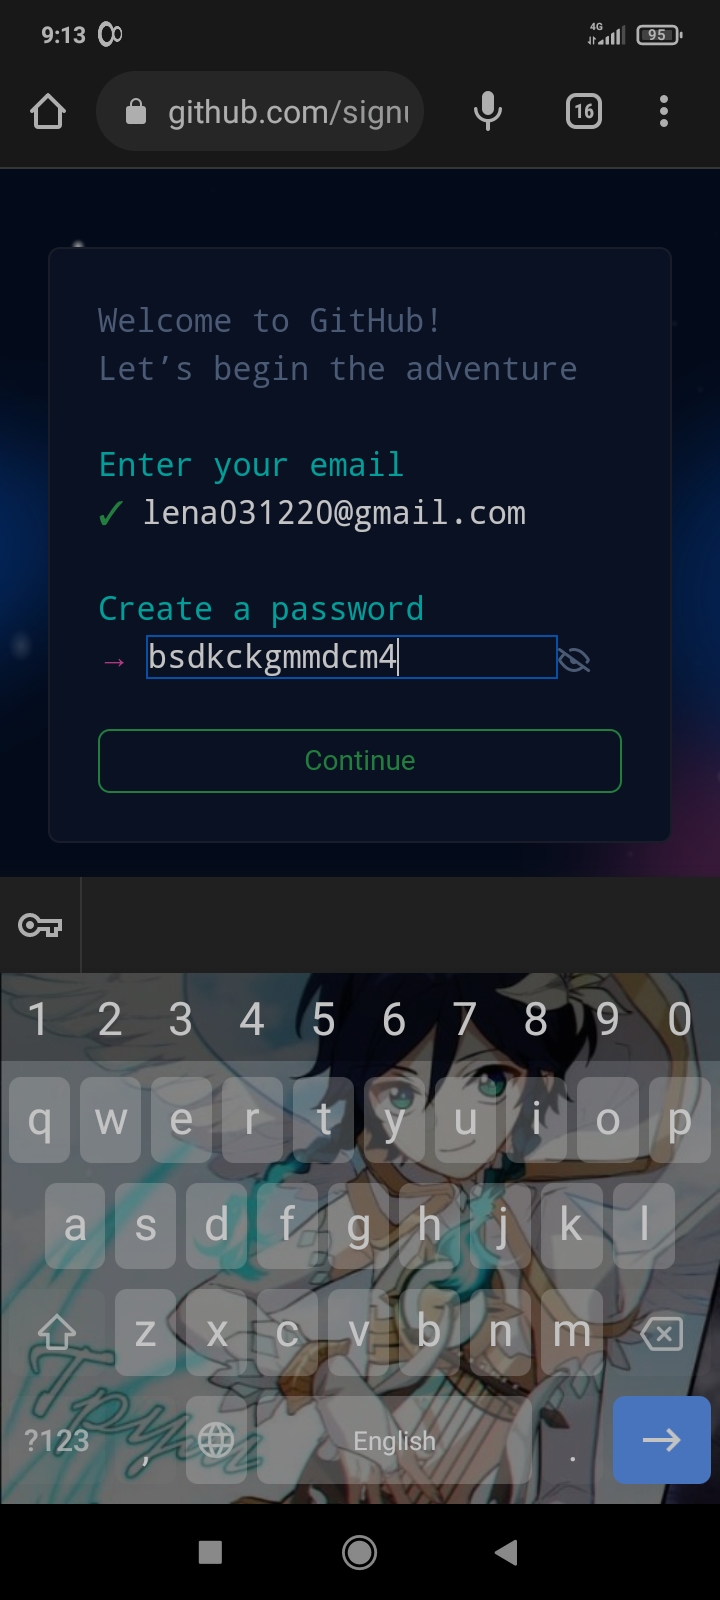 9:13 4G 95
github.com/signu 16
Welcome to GitHub!
Let’s begin the adventure
Enter your email
✓ lena031220@gmail.com
Create a password
→ bsdkckgmmdcm4
Continue
1 2 3 4 5 6 7 8 9 0
q w e r t y u i o p
a s d f g h j k l
z x c v b n m
?123 , English .